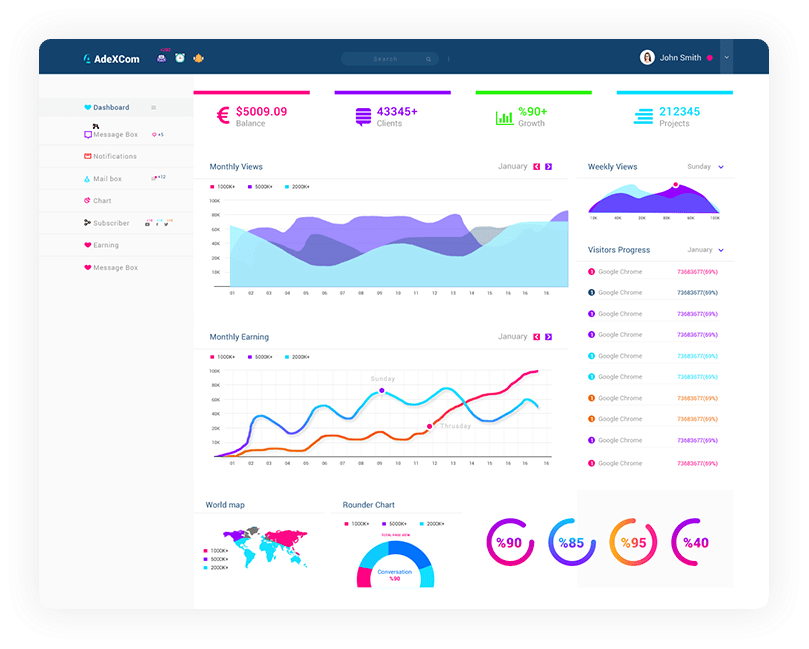 AdeXCom
Search
John Smith
Dashboard
Message Box +5
Notifications
Mail box +12
Chart
Subscriber
Earning
Message Box
$5009.09
Balance
43345+
Clients
%90+
Growth
212345
Projects
Monthly Views January
1000K+ 5000K+ 2000K+
100K
80K
60K
40K
20K
10K
01 02 03 04 05 06 07 08 09 10 11 12 13 14 15 16 16 18
Weekly Views Sunday
10K 40K 20K 30K 60K 100K
Visitors Progress January
Google Chrome 73683677(69%)
Google Chrome 73683677(69%)
Google Chrome 73683677(69%)
Google Chrome 73683677(69%)
Google Chrome 73683677(69%)
Google Chrome 73683677(69%)
Google Chrome 73683677(69%)
Google Chrome 73683677(69%)
Google Chrome 73683677(69%)
Google Chrome 73683677(69%)
Monthly Earning January
1000K+ 5000K+ 2000K+
100K
80K
60K
40K
20K
10K
Sunday
Thrusday
01 02 03 04 05 06 07 08 09 10 11 12 13 14 15 16 16 18
World map
1000K+
5000K+
2000K+
Rounder Chart
1000K+ 5000K+ 2000K+
TOTAL PAGE VIEW
Conversation
%90
%90
%85
%95
%40